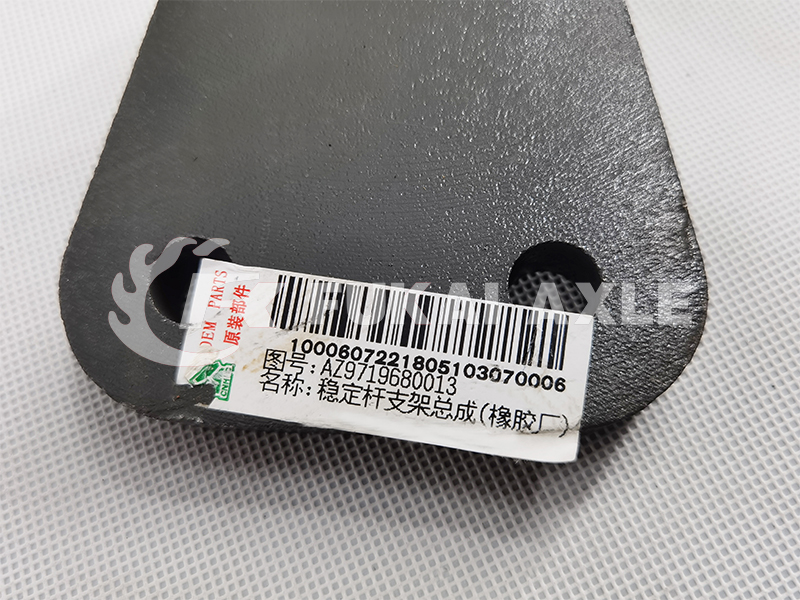 OEM PARTS
原装部件
1000607221805103070006
图号:AZ9719680013
名称:稳定杆支架总成(橡胶厂)
FUKAI AXLE